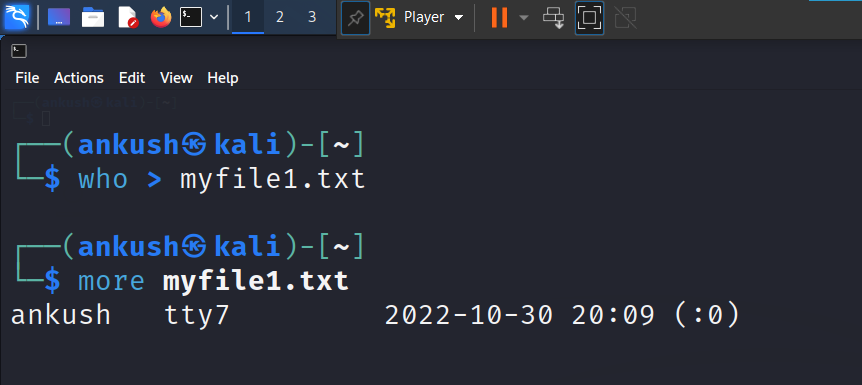 1 2 3 Player
File Actions Edit View Help
┌──(ankush㉿kali)-[~]
└─$ who > myfile1.txt
┌──(ankush㉿kali)-[~]
└─$ more myfile1.txt
ankush tty7 2022-10-30 20:09 (:0)